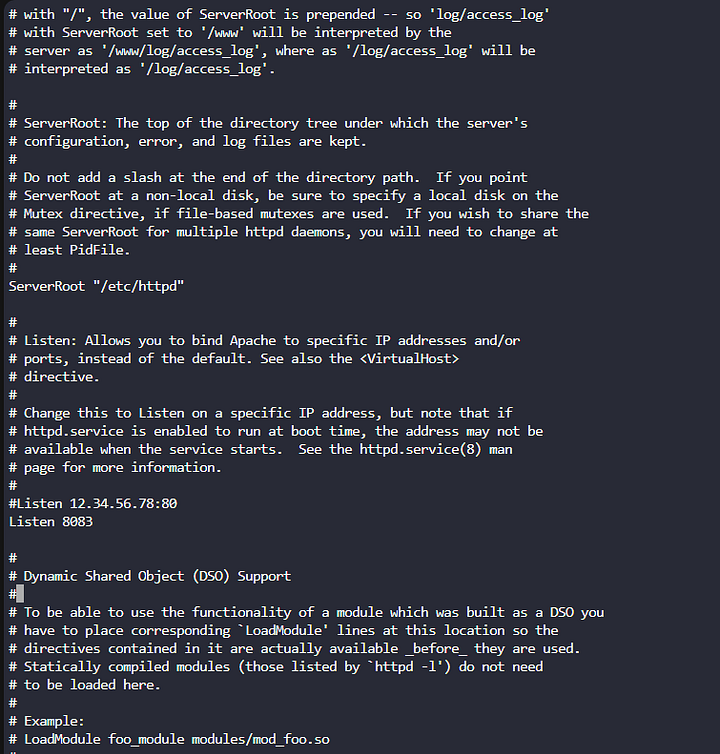 # with "/", the value of ServerRoot is prepended -- so 'log/access_log'
# with ServerRoot set to '/www' will be interpreted by the
# server as '/www/log/access_log', where as '/log/access_log' will be
# interpreted as '/log/access_log'.
#
# ServerRoot: The top of the directory tree under which the server's
# configuration, error, and log files are kept.
#
# Do not add a slash at the end of the directory path.  If you point
# ServerRoot at a non-local disk, be sure to specify a local disk on the
# Mutex directive, if file-based mutexes are used.  If you wish to share the
# same ServerRoot for multiple httpd daemons, you will need to change at
# least PidFile.
#
ServerRoot "/etc/httpd"
#
# Listen: Allows you to bind Apache to specific IP addresses and/or
# ports, instead of the default. See also the <VirtualHost>
# directive.
#
# Change this to Listen on a specific IP address, but note that if
# httpd.service is enabled to run at boot time, the address may not be
# available when the service starts.  See the httpd.service(8) man
# page for more information.
#
#Listen 12.34.56.78:80
Listen 8083
#
# Dynamic Shared Object (DSO) Support
#
# To be able to use the functionality of a module which was built as a DSO you
# have to place corresponding `LoadModule' lines at this location so the
# directives contained in it are actually available _before_ they are used.
# Statically compiled modules (those listed by `httpd -l') do not need
# to be loaded here.
#
# Example:
# LoadModule foo_module modules/mod_foo.so
#